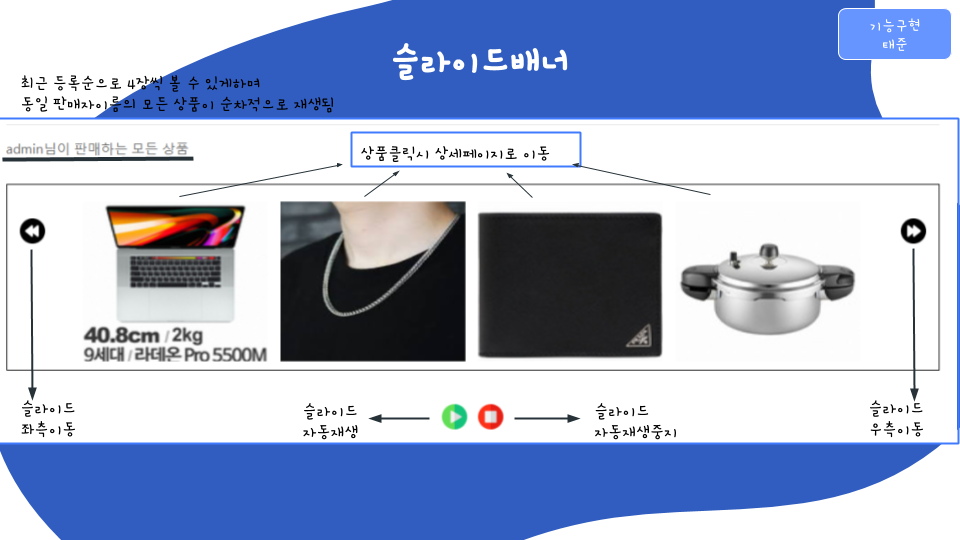 기능구현
태준
슬라이드배너
최근 등록순으로 4장씩 볼 수 있게하며
동일 판매자이름의 모든 상품이 순차적으로 재생됨
admin님이 판매하는 모든 상품
상품클릭시 상세페이지로 이동
40.8cm / 2kg
9세대 / 라데온 Pro 5500M
슬라이드
좌측이동
슬라이드
자동재생
슬라이드
자동재생중지
슬라이드
우측이동